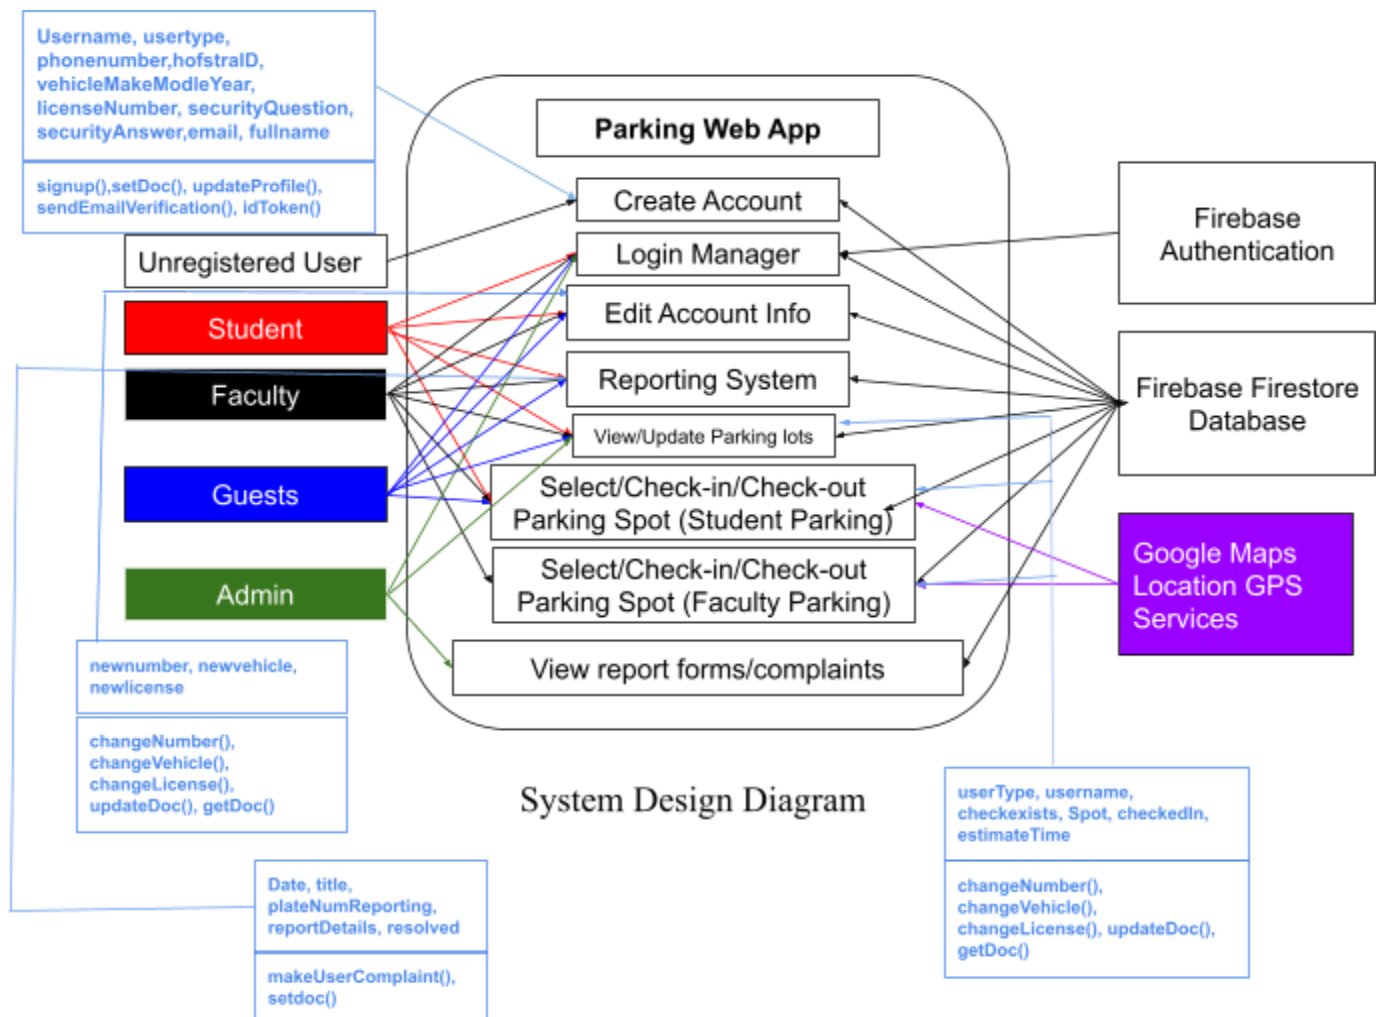 Username, usertype,
phonenumber,hofstraID,
vehicleMakeModleYear,
licenseNumber, securityQuestion,
securityAnswer,email, fullname
signup(),setDoc(), updateProfile(),
sendEmailVerification(), idToken()
Unregistered User
Student
Faculty
Guests
Admin
Parking Web App
Create Account
Login Manager
Edit Account Info
Reporting System
View/Update Parking lots
Select/Check-in/Check-out
Parking Spot (Student Parking)
Select/Check-in/Check-out
Parking Spot (Faculty Parking)
View report forms/complaints
Firebase
Authentication
Firebase Firestore
Database
Google Maps
Location GPS
Services
newnumber, newvehicle,
newlicense
changeNumber(),
changeVehicle(),
changeLicense(),
updateDoc(), getDoc()
System Design Diagram
Date, title,
plateNumReporting,
reportDetails, resolved
makeUserComplaint(),
setdoc()
userType, username,
checkexists, Spot, checkedIn,
estimateTime
changeNumber(),
changeVehicle(),
changeLicense(), updateDoc(),
getDoc()